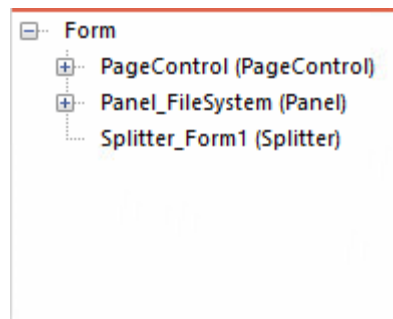 Form
PageControl (PageControl)
Panel_FileSystem (Panel)
Splitter_Form1 (Splitter)